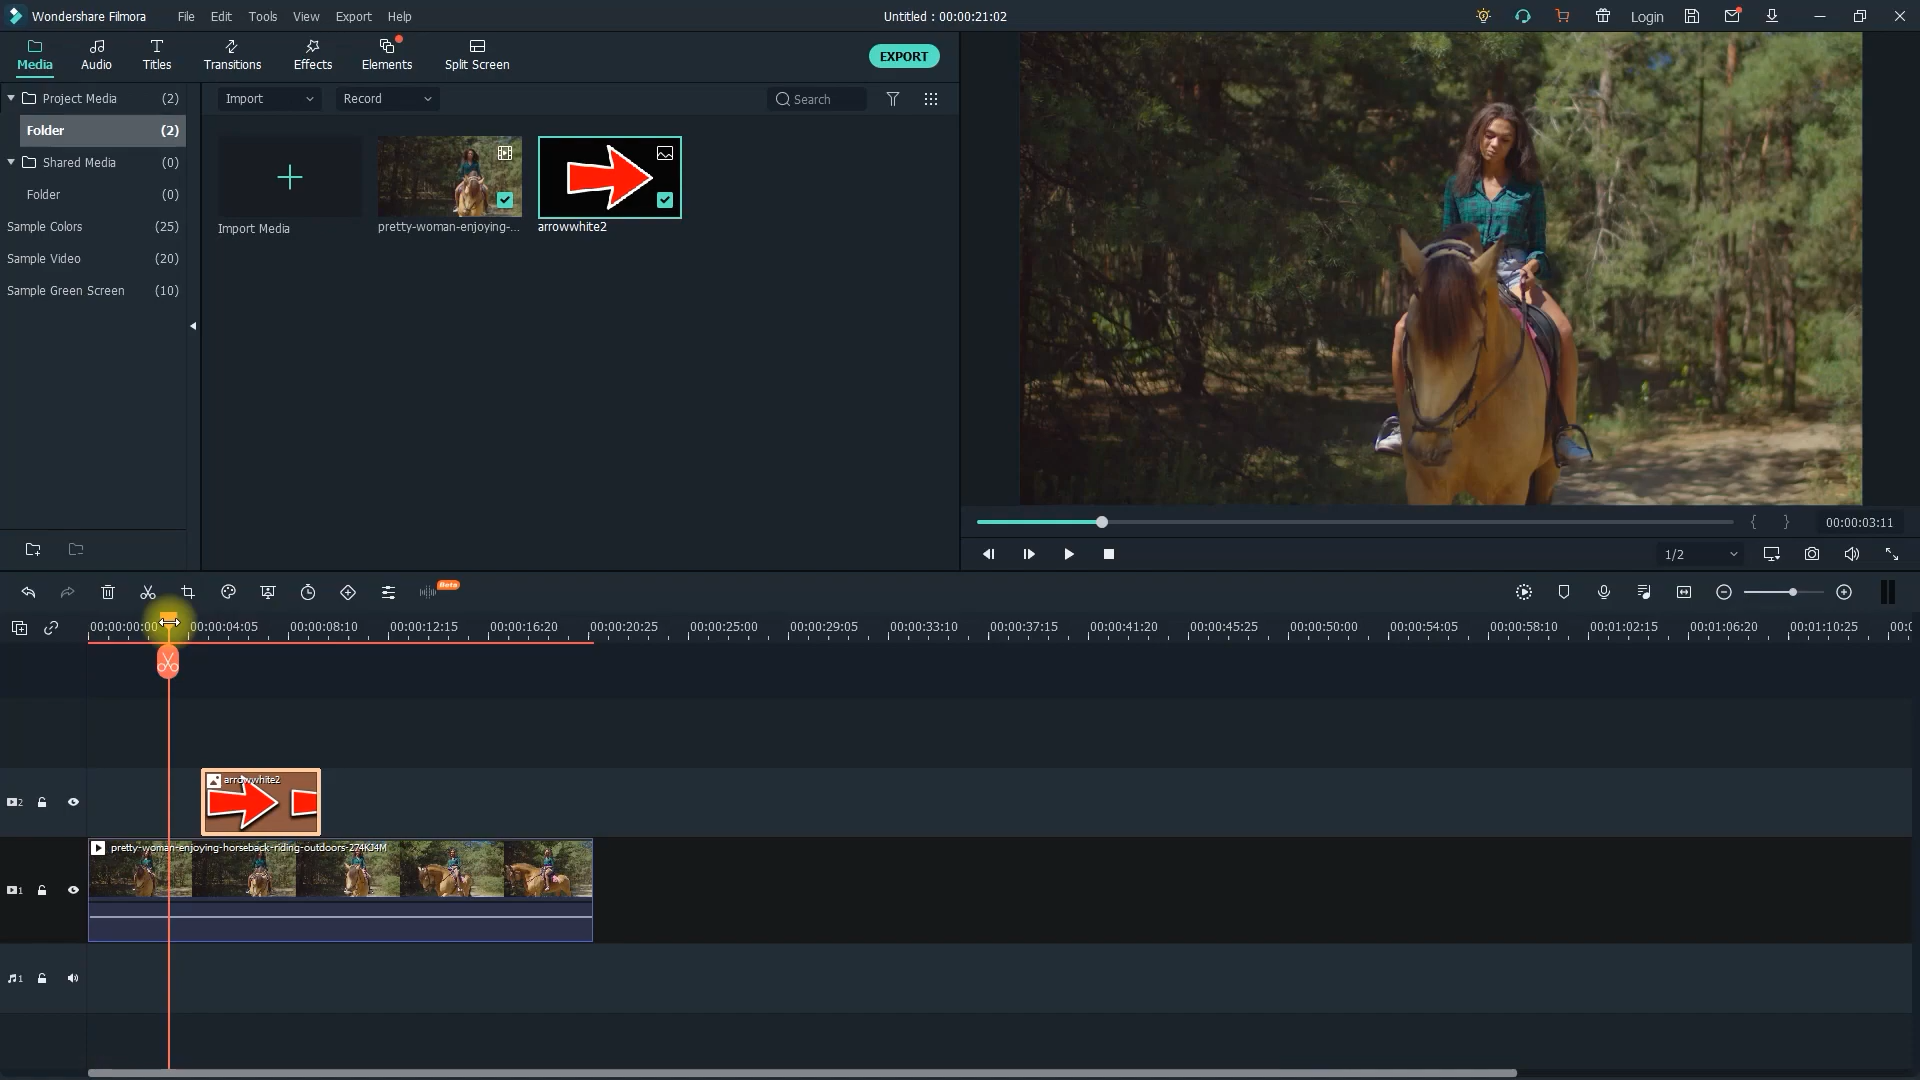 Wondershare Filmora File Edit Tools View Export Help Untitled : 00:00:21:02 Login
Media Audio Titles Transitions Effects Elements Split Screen EXPORT
Project Media (2) Import Record Search
Folder (2)
Shared Media (0)
Folder (0)
Sample Colors (25) Import Media pretty-woman-enjoying-... arrowwhite2
Sample Video (20)
Sample Green Screen (10)
{ } 00:00:03:11
1/2
Beta
00:00:00:00 00:00:04:05 00:00:08:10 00:00:12:15 00:00:16:20 00:00:20:25 00:00:25:00 00:00:29:05 00:00:33:10 00:00:37:15 00:00:41:20 00:00:45:25 00:00:50:00 00:00:54:05 00:00:58:10 00:01:02:15 00:01:06:20 00:01:10:25
arrowwhite2
2
pretty-woman-enjoying-horseback-riding-outdoors-274KJ4M
1
1